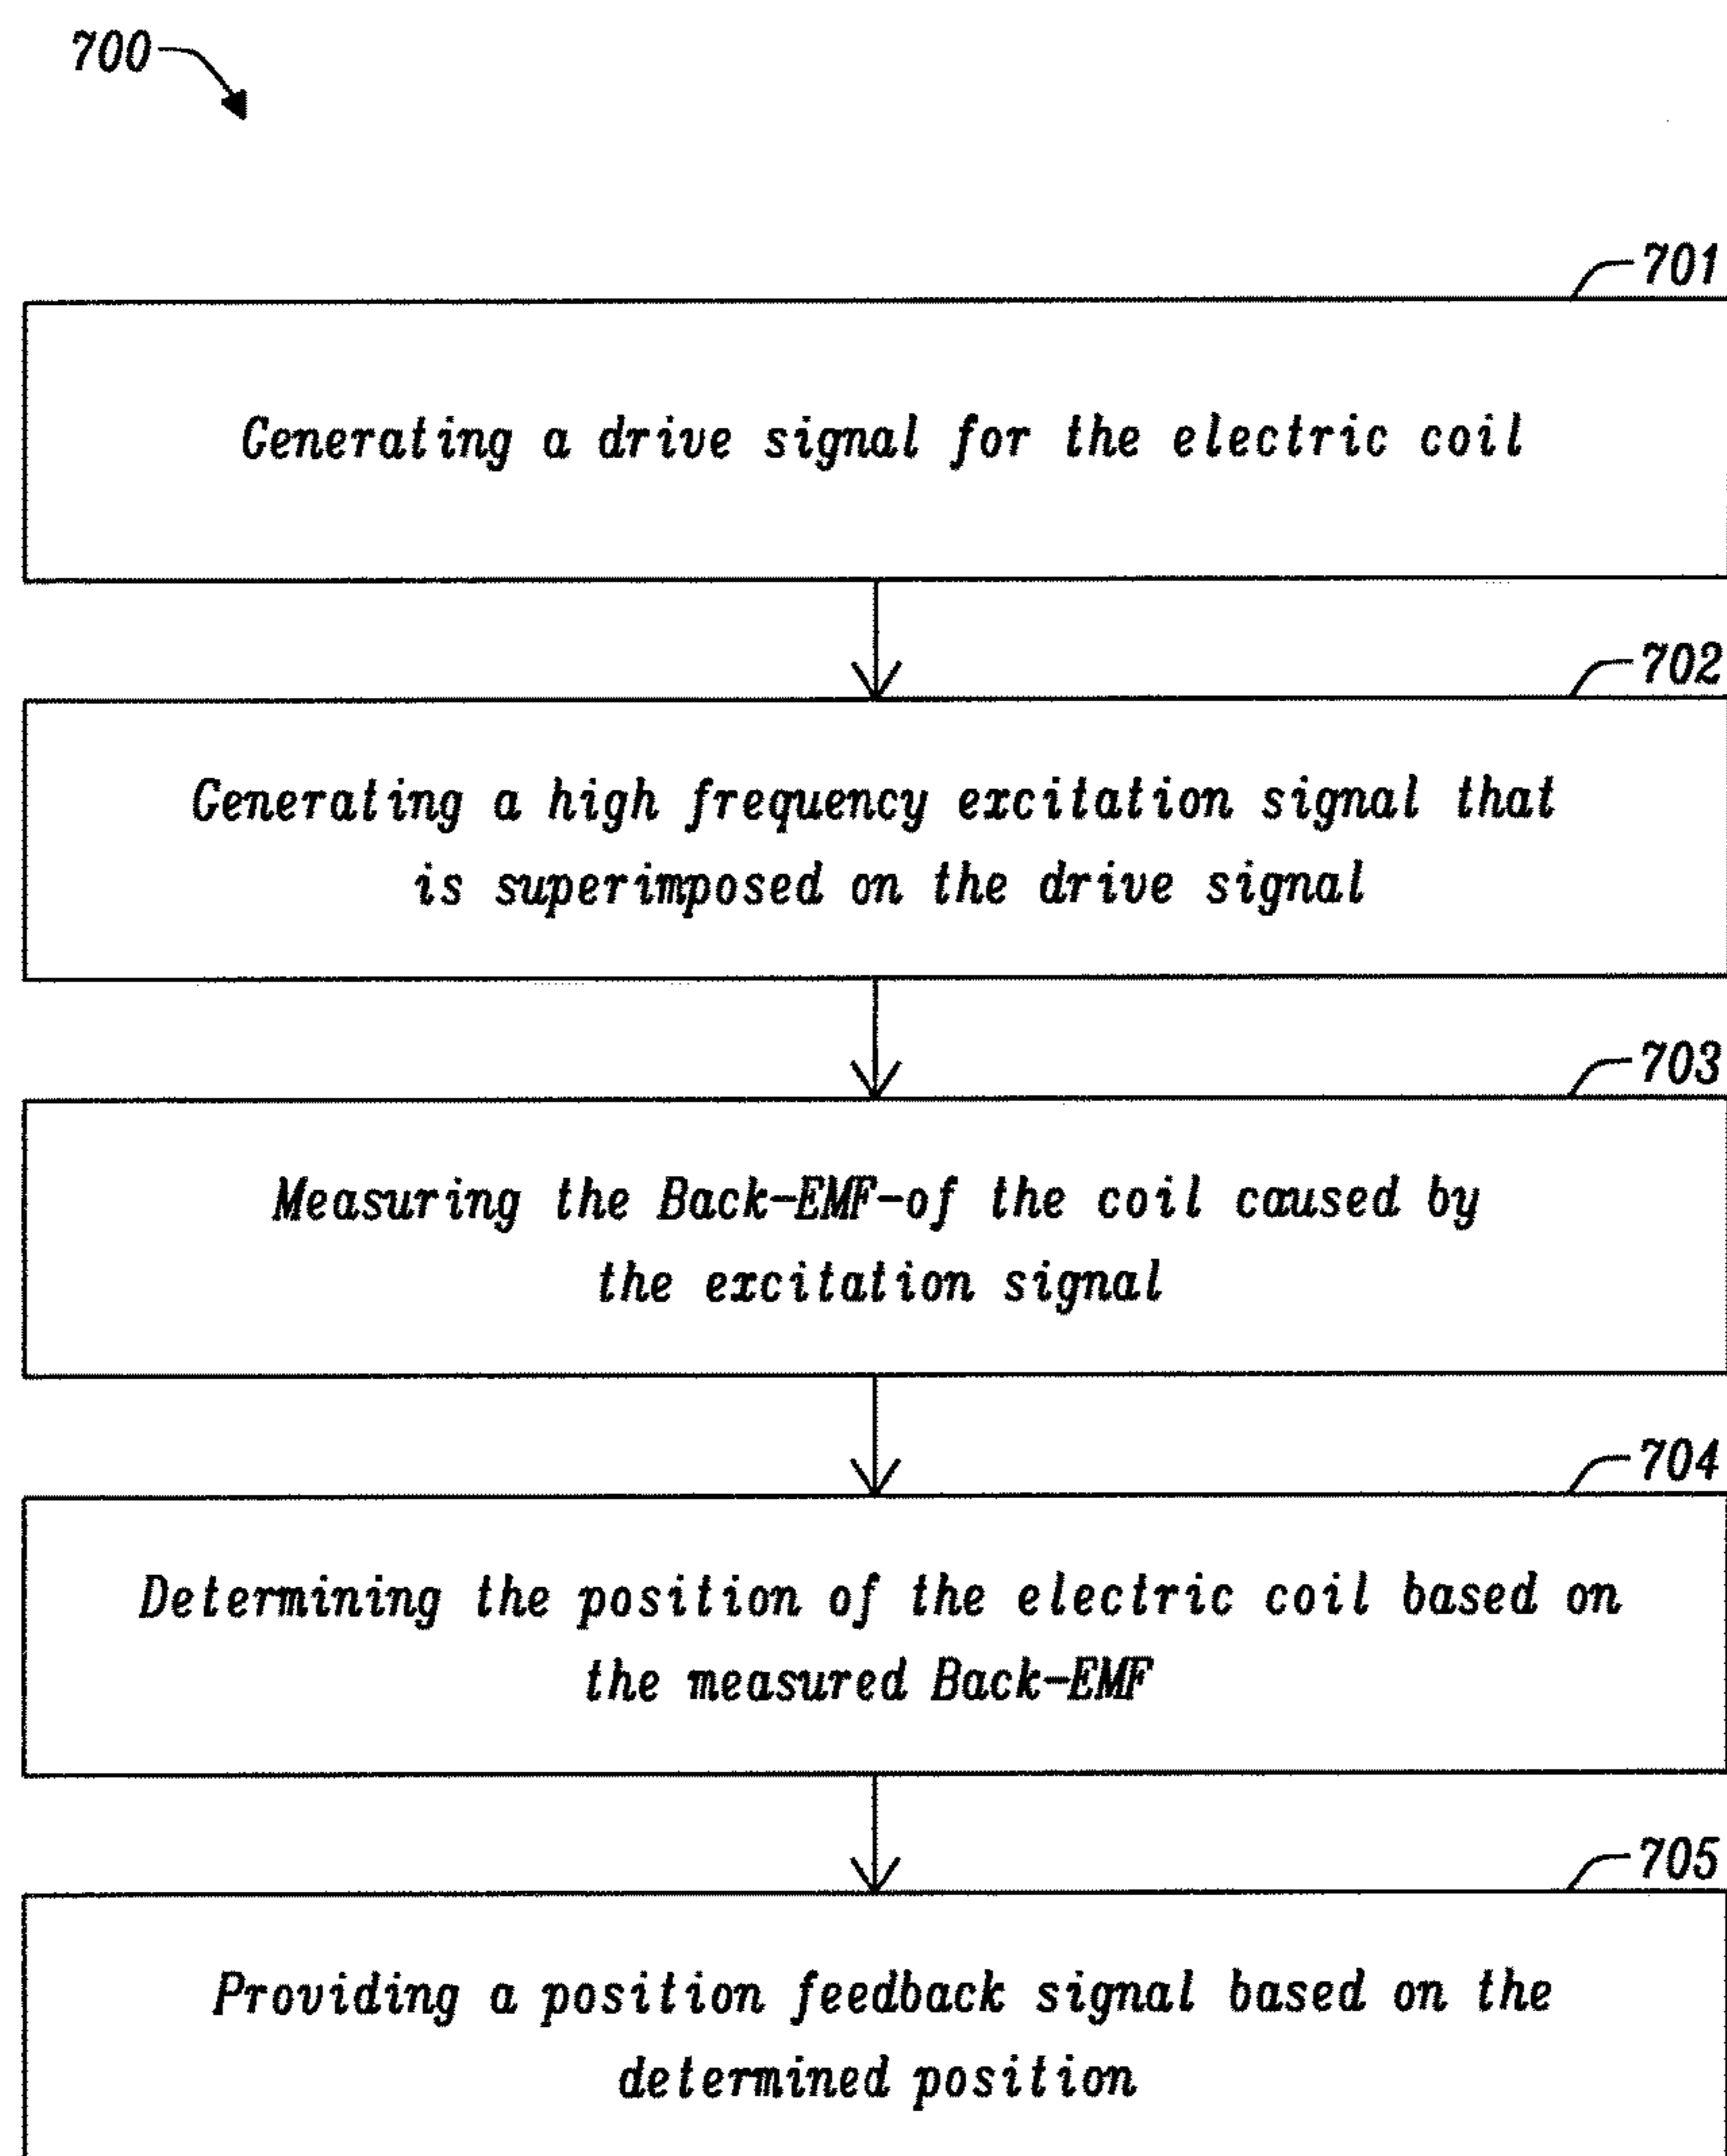 700
701
Generating a drive signal for the electric coil
702
Generating a high frequency excitation signal that
is superimposed on the drive signal
703
Measuring the Back-EMF-of the coil caused by
the excitation signal
704
Determining the position of the electric coil based on
the measured Back-EMF
705
Providing a position feedback signal based on the
determined position